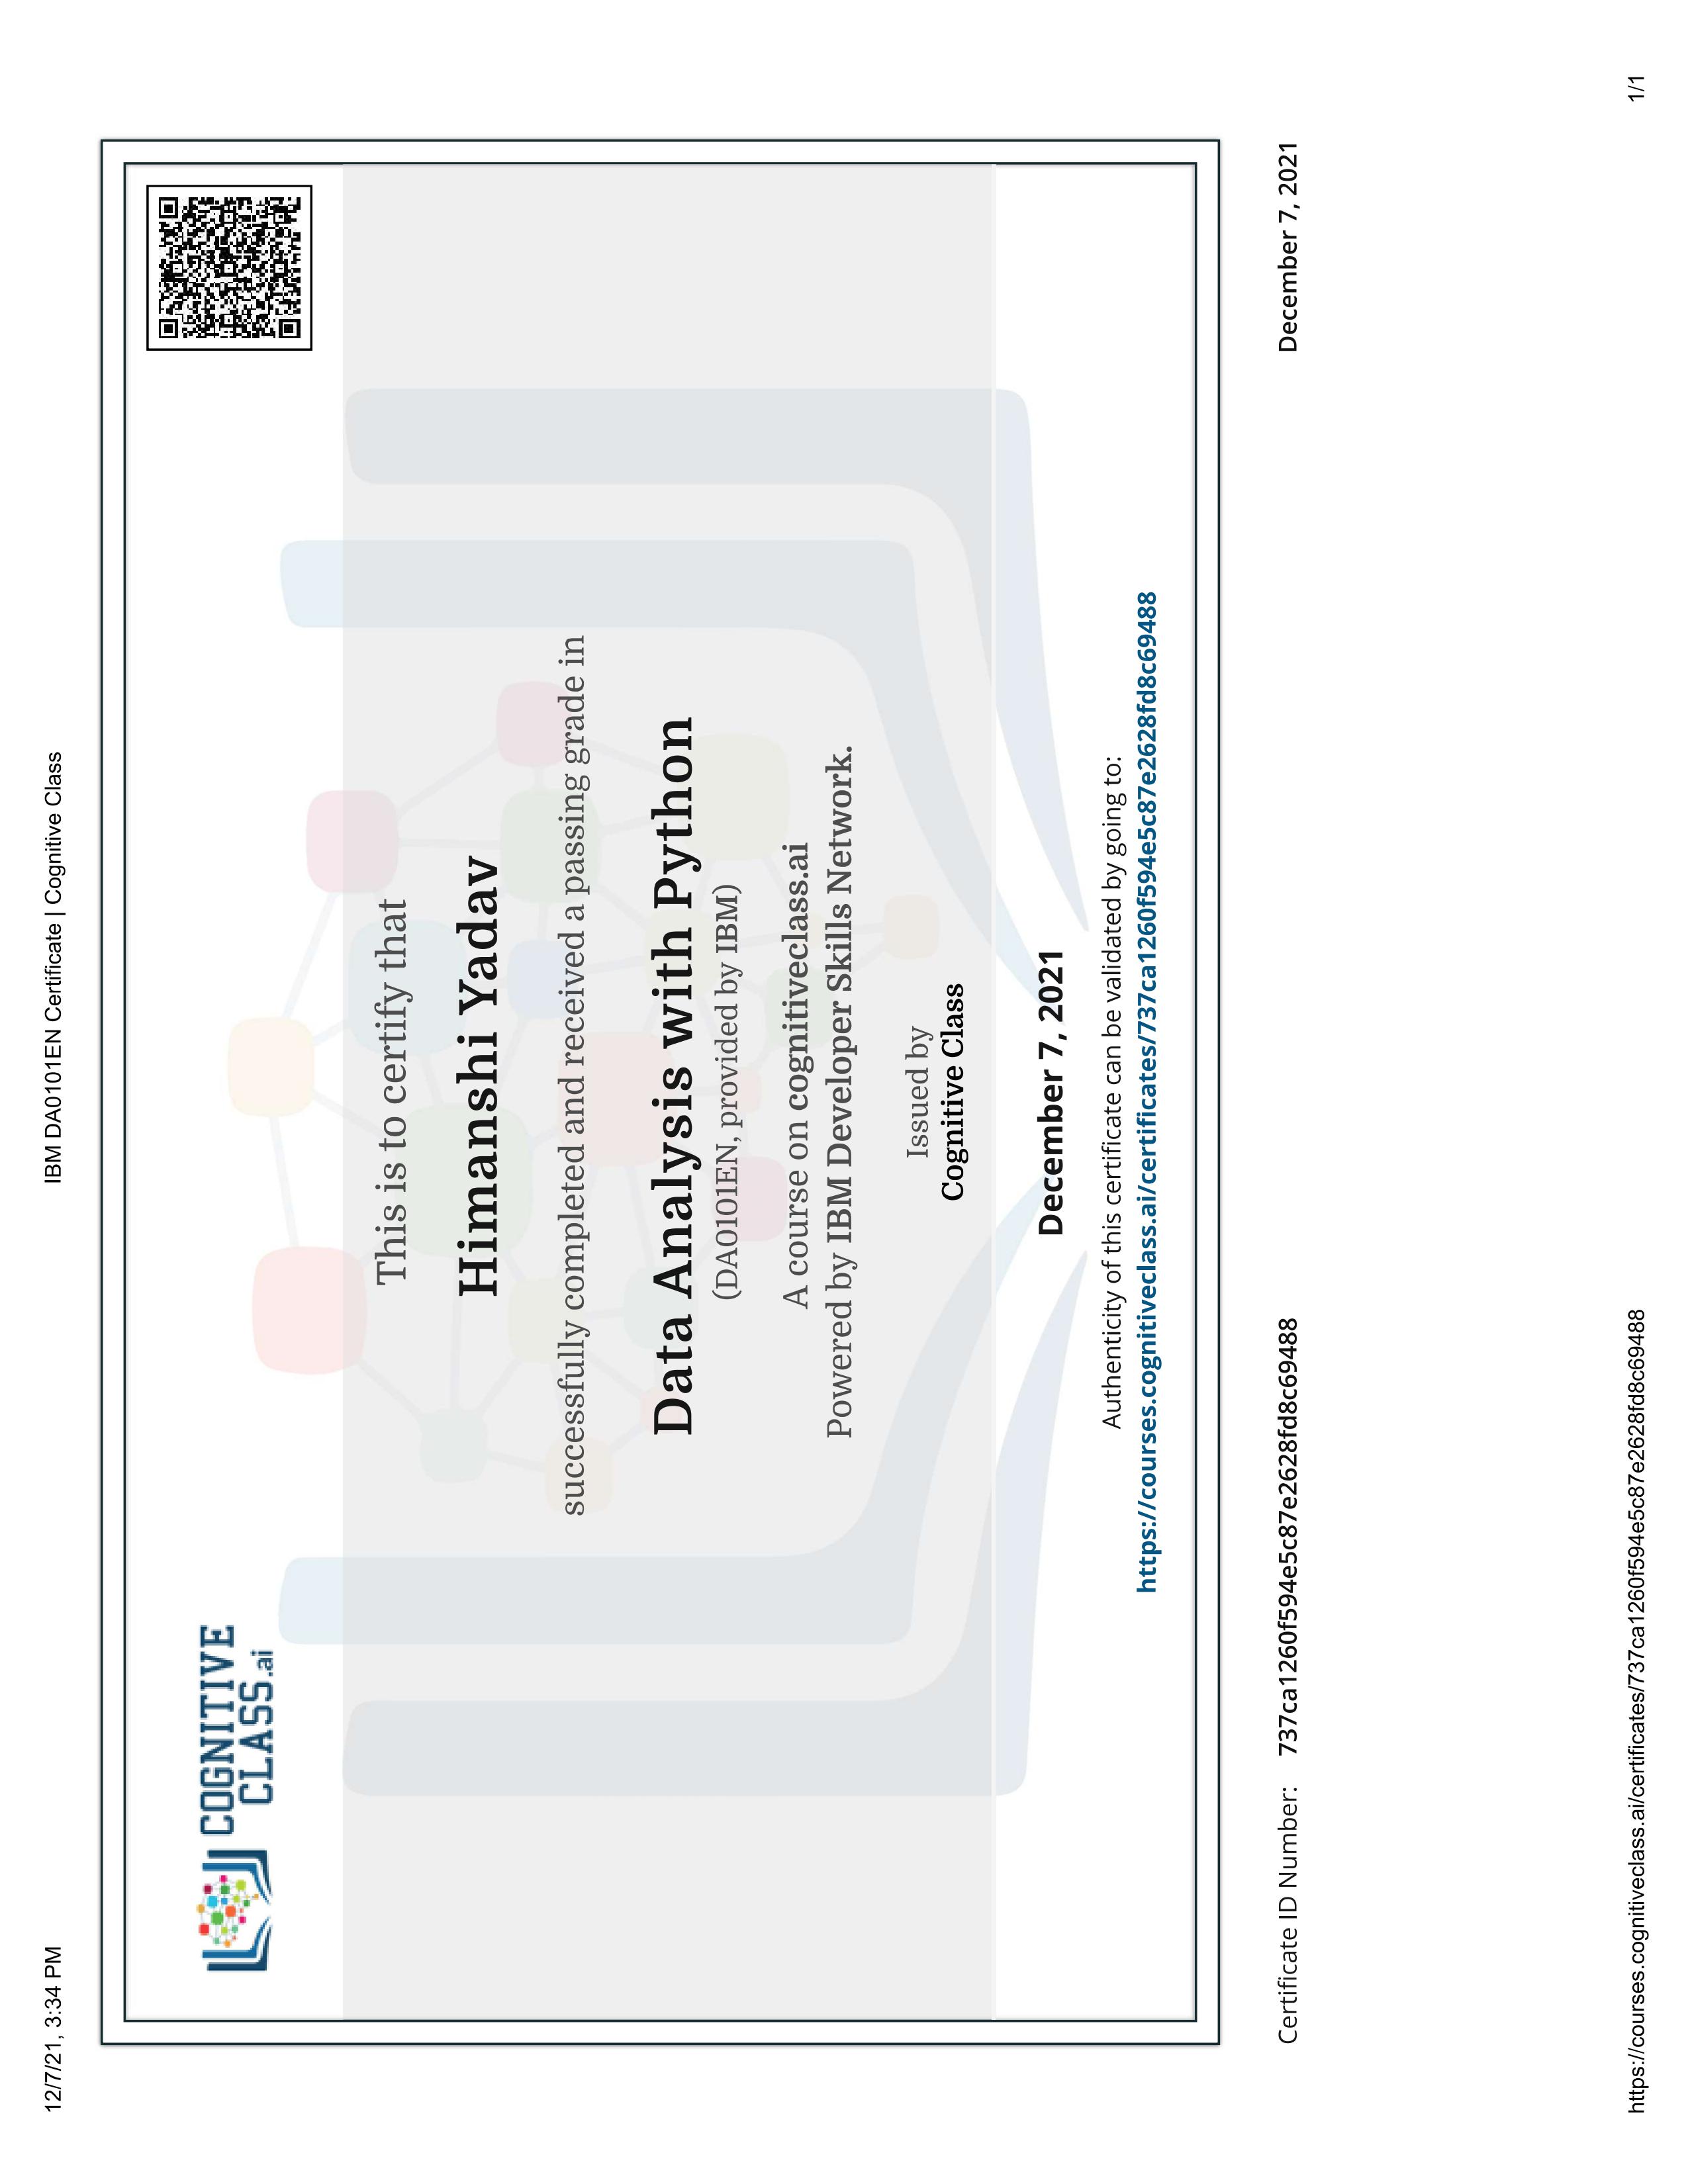 12/7/21, 3:34 PM
IBM DA0101EN Certificate | Cognitive Class
COGNITIVE
CLASS.ai
This is to certify that
Himanshi Yadav
successfully completed and received a passing grade in
Data Analysis with Python
(DA0101EN, provided by IBM)
A course on cognitiveclass.ai
Powered by IBM Developer Skills Network.
Issued by
Cognitive Class
December 7, 2021
Authenticity of this certificate can be validated by going to:
https://courses.cognitiveclass.ai/certificates/737ca1260f594e5c87e2628fd8c69488
Certificate ID Number: 737ca1260f594e5c87e2628fd8c69488
December 7, 2021
https://courses.cognitiveclass.ai/certificates/737ca1260f594e5c87e2628fd8c69488
1/1